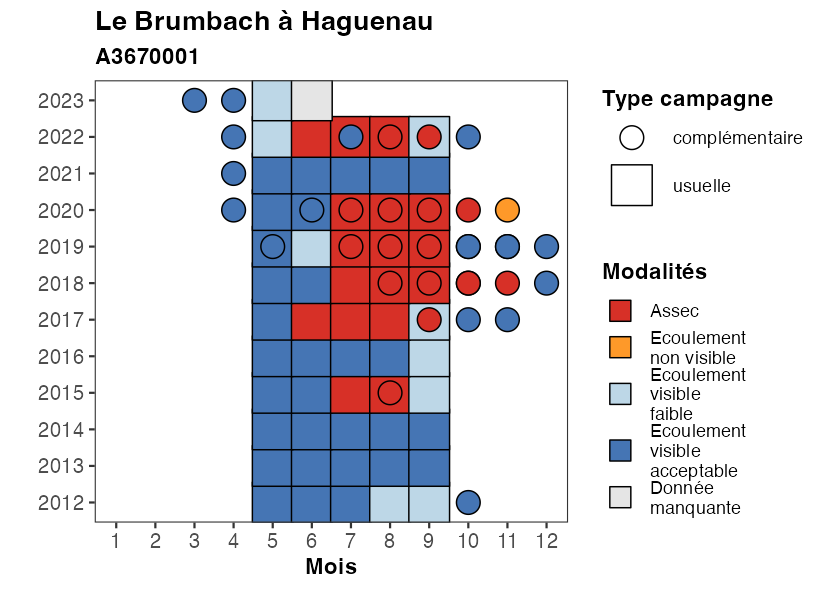 Le Brumbach à Haguenau
A3670001
2023
2022
2021
2020
2019
2018
2017
2016
2015
2014
2013
2012
1 2 3 4 5 6 7 8 9 10 11 12
Mois
Type campagne
complémentaire
usuelle
Modalités
Assec
Ecoulement
non visible
Ecoulement
visible
faible
Ecoulement
visible
acceptable
Donnée
manquante